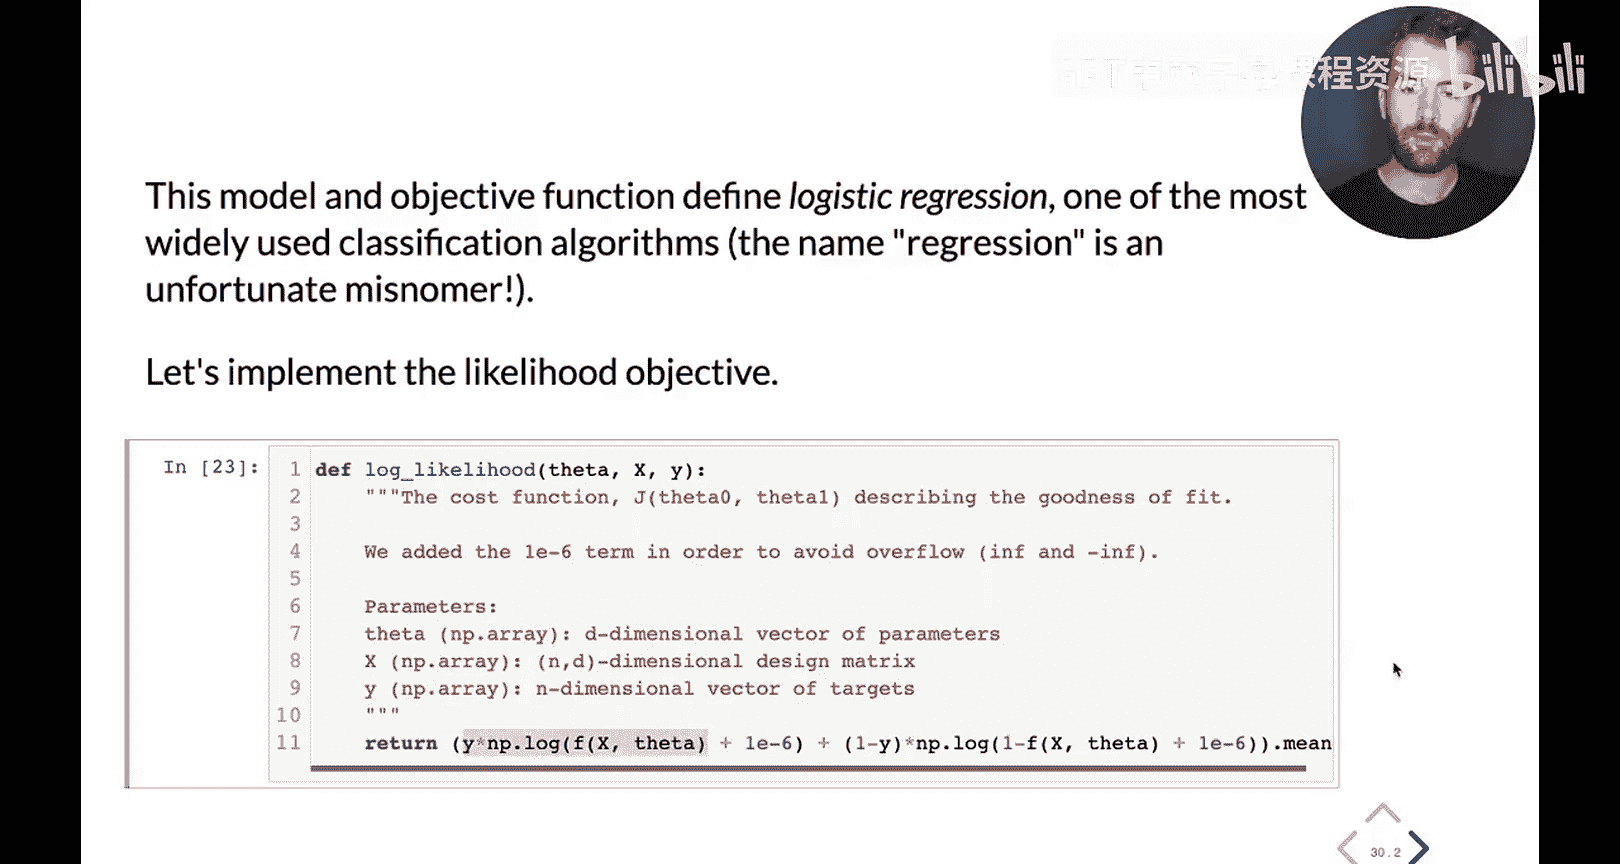 课程资源
bilibili
This model and objective function define logistic regression, one of the most
widely used classification algorithms (the name "regression" is an
unfortunate misnomer!).
Let's implement the likelihood objective.
In [23]:
1 def log_likelihood(theta, X, y):
2 """The cost function, J(theta0, theta1) describing the goodness of fit.
3
4 We added the 1e-6 term in order to avoid overflow (inf and -inf).
5
6 Parameters:
7 theta (np.array): d-dimensional vector of parameters
8 X (np.array): (n,d)-dimensional design matrix
9 y (np.array): n-dimensional vector of targets
10 """
11 return (y*np.log(f(X, theta) + 1e-6) + (1-y)*np.log(1-f(X, theta) + 1e-6)).mean
30.2